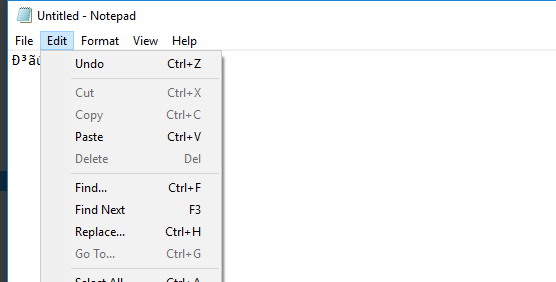 Untitled - Notepad
File Edit Format View Help
Ð³ãú
Undo Ctrl+Z
Cut Ctrl+X
Copy Ctrl+C
Paste Ctrl+V
Delete Del
Find... Ctrl+F
Find Next F3
Replace... Ctrl+H
Go To... Ctrl+G
Select All Ctrl+A